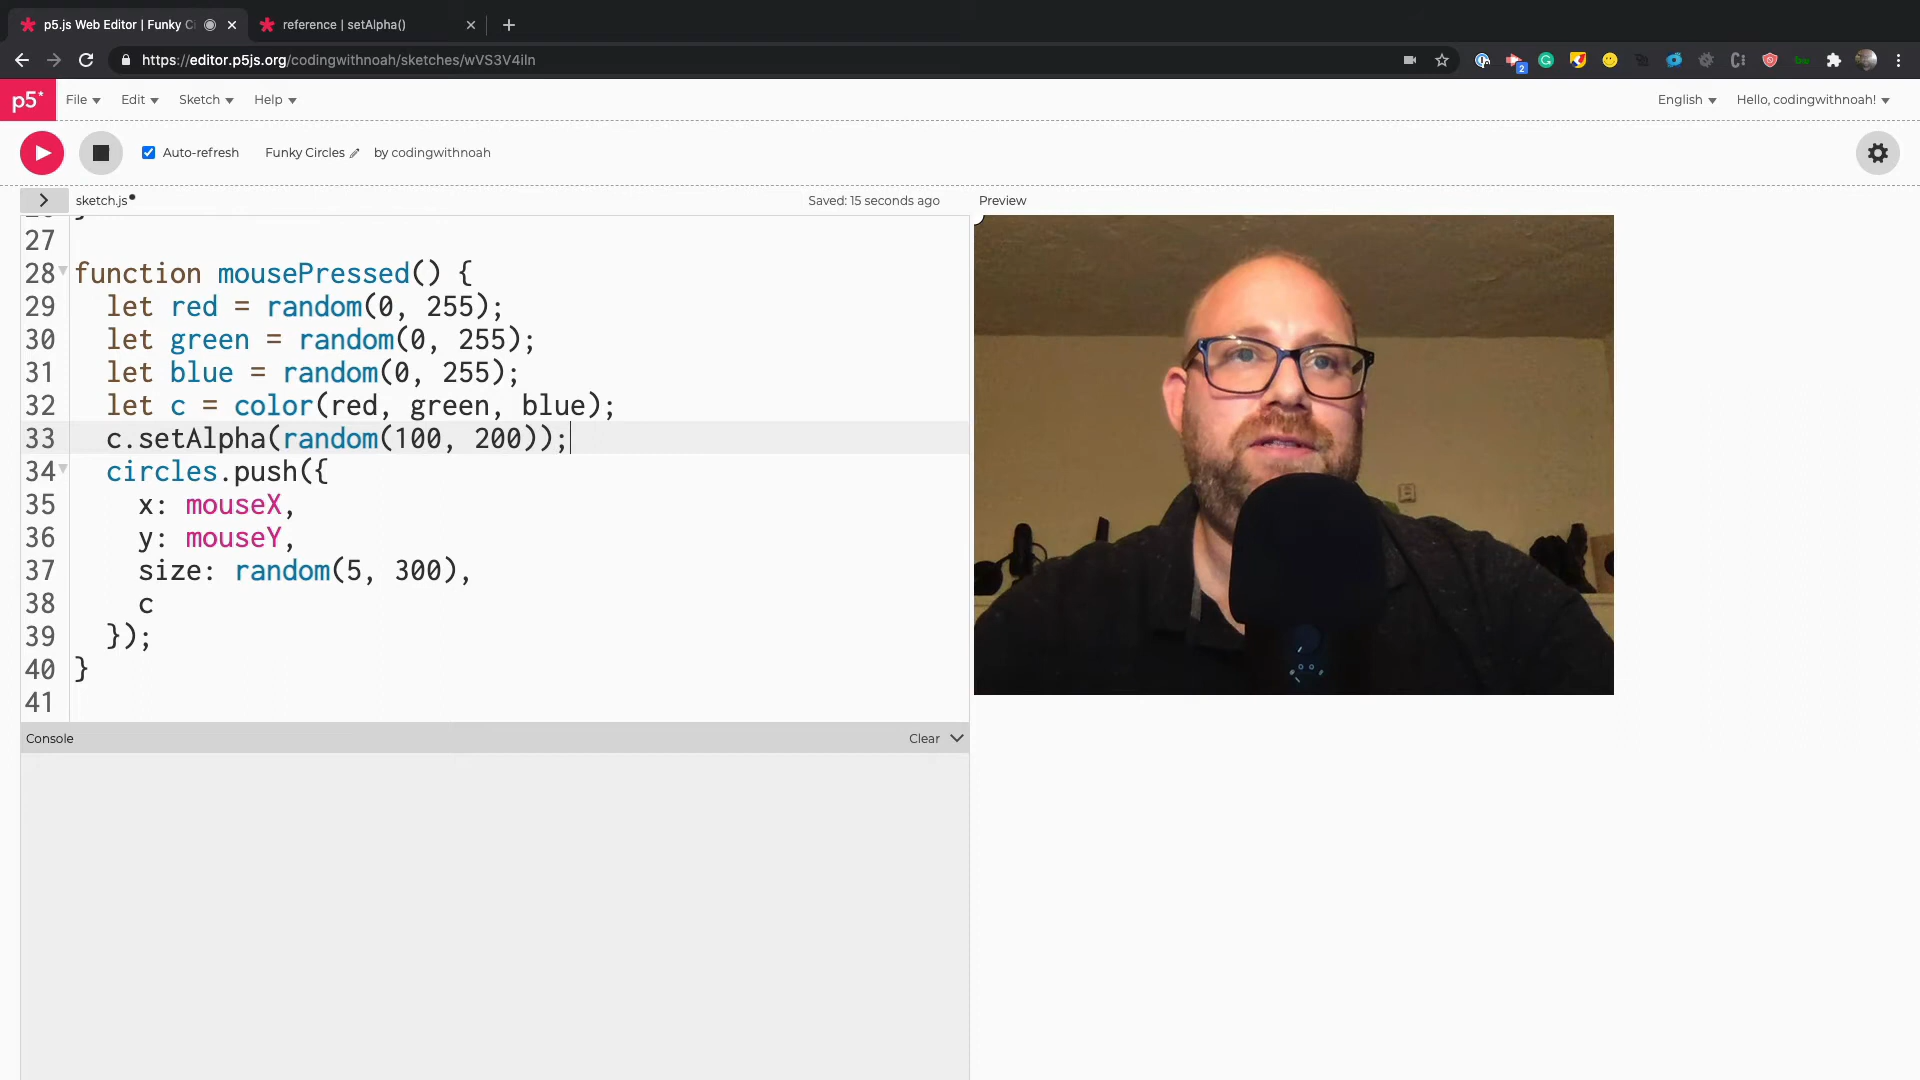 p5.js Web Editor | Funky C
reference | setAlpha()
https://editor.p5js.org/codingwithnoah/sketches/wVS3V4iln
2
p5*
File
Edit
Sketch
Help
English
Hello, codingwithnoah!
Auto-refresh
Funky Circles
by codingwithnoah
sketch.js
Saved: 15 seconds ago
Preview
27
28 function mousePressed() {
29 let red = random(0, 255);
30 let green = random(0, 255);
31 let blue = random(0, 255);
32 let c = color(red, green, blue);
33 c.setAlpha(random(100, 200));
34 circles.push({
35 x: mouseX,
36 y: mouseY,
37 size: random(5, 300),
38 c
39 });
40 }
41
Console
Clear